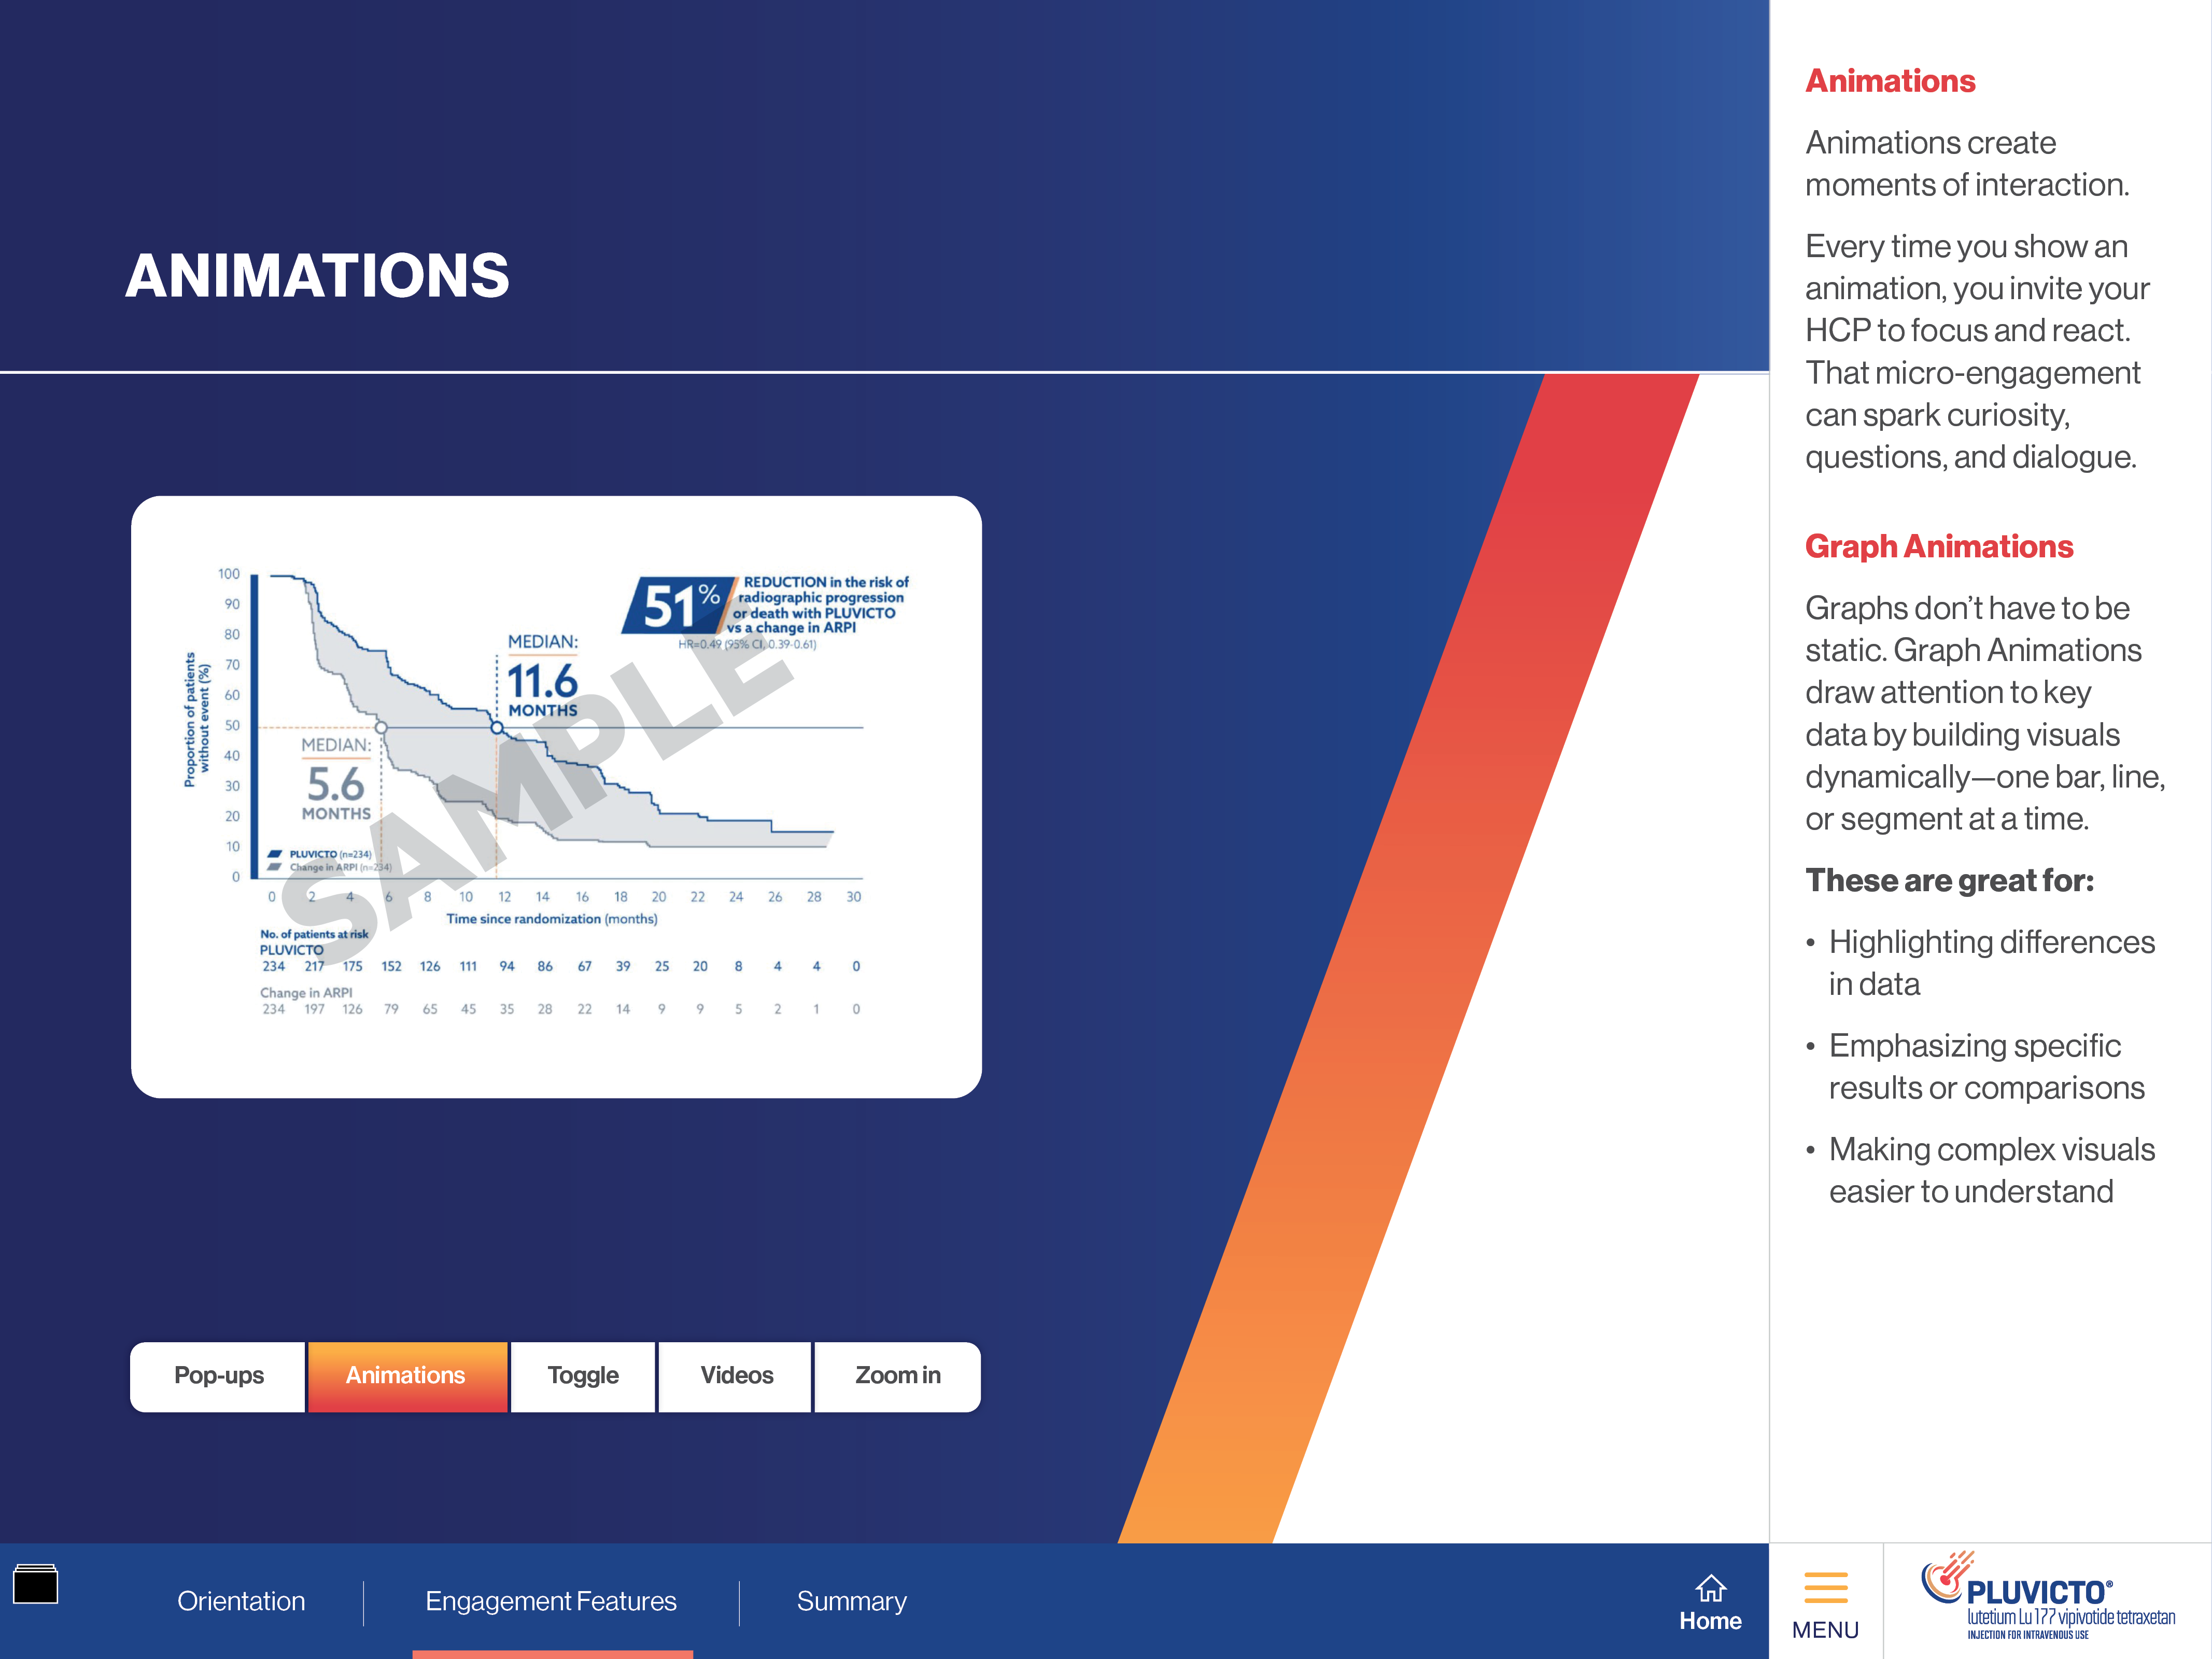 ANIMATIONS
100
90
80
70
60
50
40
30
20
10
0
Proportion of patients
without event (%)
51%
REDUCTION in the risk of
radiographic progression
or death with PLUVICTO
vs a change in ARPI
HR=0.49 (95% CI, 0.39-0.61)
MEDIAN:
11.6
MONTHS
MEDIAN:
5.6
MONTHS
PLUVICTO (n=234)
Change in ARPI (n=234)
SAMPLE
0 2 4 6 8 10 12 14 16 18 20 22 24 26 28 30
Time since randomization (months)
No. of patients at risk
PLUVICTO
234 217 175 152 126 111 94 86 67 39 25 20 8 4 4 0
Change in ARPI
234 197 126 79 65 45 35 28 22 14 9 9 5 2 1 0
Pop-ups
Animations
Toggle
Videos
Zoom in
Animations
Animations create
moments of interaction.
Every time you show an
animation, you invite your
HCP to focus and react.
That micro-engagement
can spark curiosity,
questions, and dialogue.
Graph Animations
Graphs don’t have to be
static. Graph Animations
draw attention to key
data by building visuals
dynamically—one bar, line,
or segment at a time.
These are great for:
• Highlighting differences
in data
• Emphasizing specific
results or comparisons
• Making complex visuals
easier to understand
Orientation
Engagement Features
Summary
Home
MENU
PLUVICTO®
lutetium Lu 177 vipivotide tetraxetan
INJECTION FOR INTRAVENOUS USE